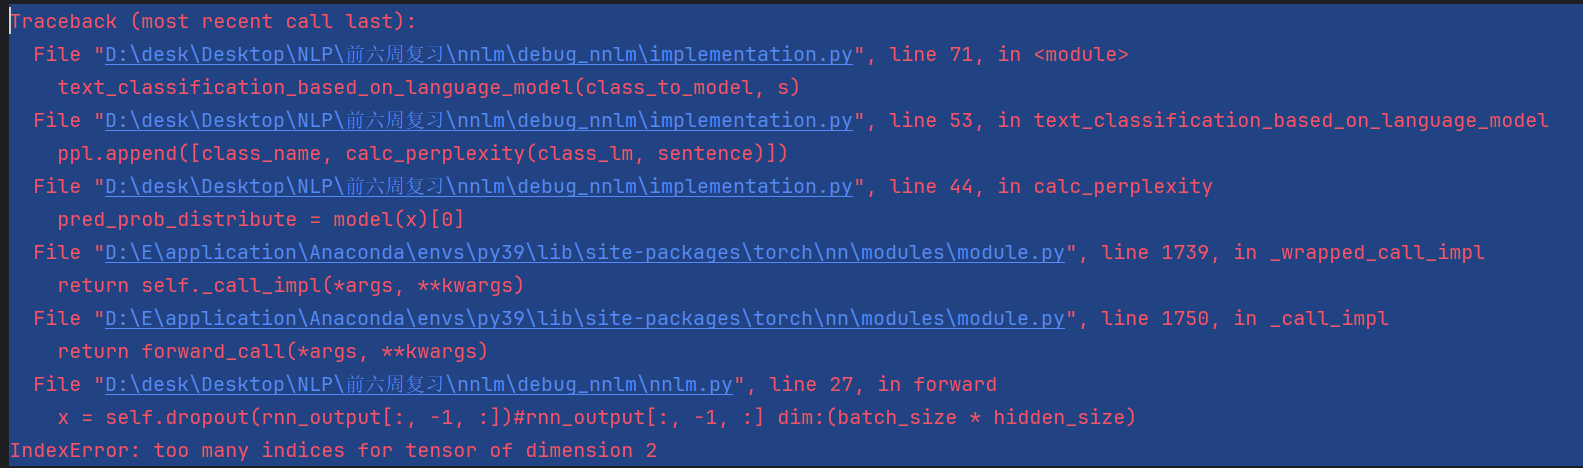 Traceback (most recent call last):
  File "D:\desk\Desktop\NLP\前六周复习\nnlm\debug_nnlm\implementation.py", line 71, in <module>
    text_classification_based_on_language_model(class_to_model, s)
  File "D:\desk\Desktop\NLP\前六周复习\nnlm\debug_nnlm\implementation.py", line 53, in text_classification_based_on_language_model
    ppl.append([class_name, calc_perplexity(class_lm, sentence)])
  File "D:\desk\Desktop\NLP\前六周复习\nnlm\debug_nnlm\implementation.py", line 44, in calc_perplexity
    pred_prob_distribute = model(x)[0]
  File "D:\E\application\Anaconda\envs\py39\lib\site-packages\torch\nn\modules\module.py", line 1739, in _wrapped_call_impl
    return self._call_impl(*args, **kwargs)
  File "D:\E\application\Anaconda\envs\py39\lib\site-packages\torch\nn\modules\module.py", line 1750, in _call_impl
    return forward_call(*args, **kwargs)
  File "D:\desk\Desktop\NLP\前六周复习\nnlm\debug_nnlm\nnlm.py", line 27, in forward
    x = self.dropout(rnn_output[:, -1, :])#rnn_output[:, -1, :] dim:(batch_size * hidden_size)
IndexError: too many indices for tensor of dimension 2